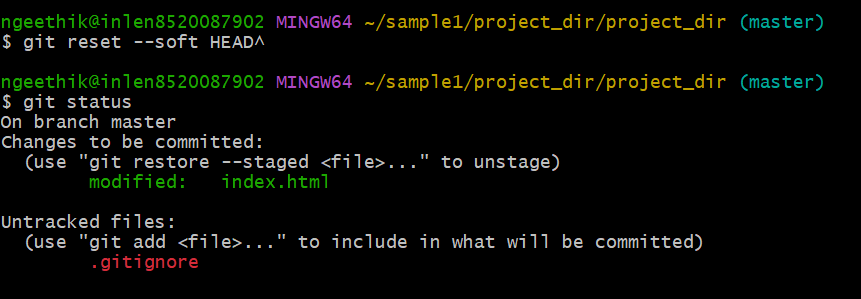 ngeethik@inlen8520087902 MINGW64 ~/sample1/project_dir/project_dir (master)
$ git reset --soft HEAD^
ngeethik@inlen8520087902 MINGW64 ~/sample1/project_dir/project_dir (master)
$ git status
On branch master
Changes to be committed:
  (use "git restore --staged <file>..." to unstage)
        modified:   index.html
Untracked files:
  (use "git add <file>..." to include in what will be committed)
        .gitignore